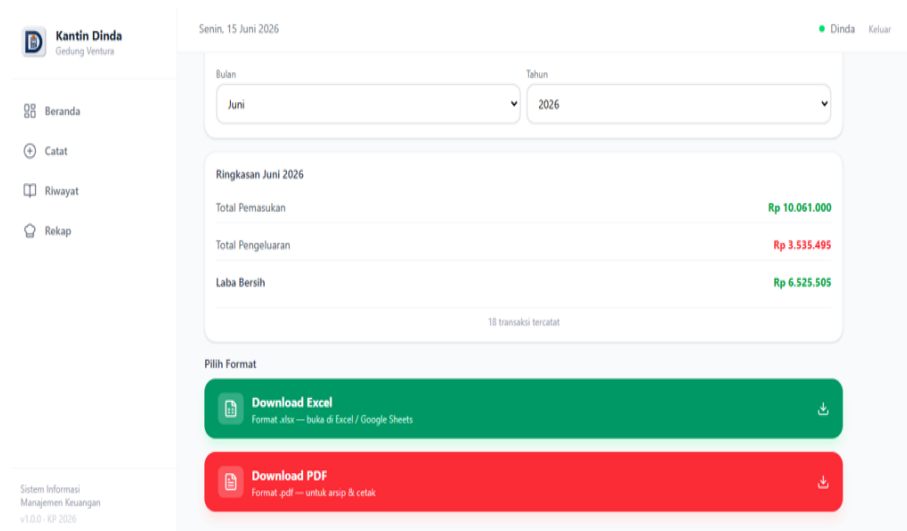 Kantin Dinda
Gedung Ventura
Senin, 15 Juni 2026
Dinda
Keluar
Beranda
Catat
Riwayat
Rekap
Bulan
Tahun
Juni
2026
Ringkasan Juni 2026
Total Pemasukan
Rp 10.061.000
Total Pengeluaran
Rp 3.535.495
Laba Bersih
Rp 6.525.505
18 transaksi tercatat
Pilih Format
Download Excel
Format .xlsx — buka di Excel / Google Sheets
Download PDF
Format .pdf — untuk arsip & cetak
Sistem Informasi
Manajemen Keuangan
v1.0.0 - KP 2026